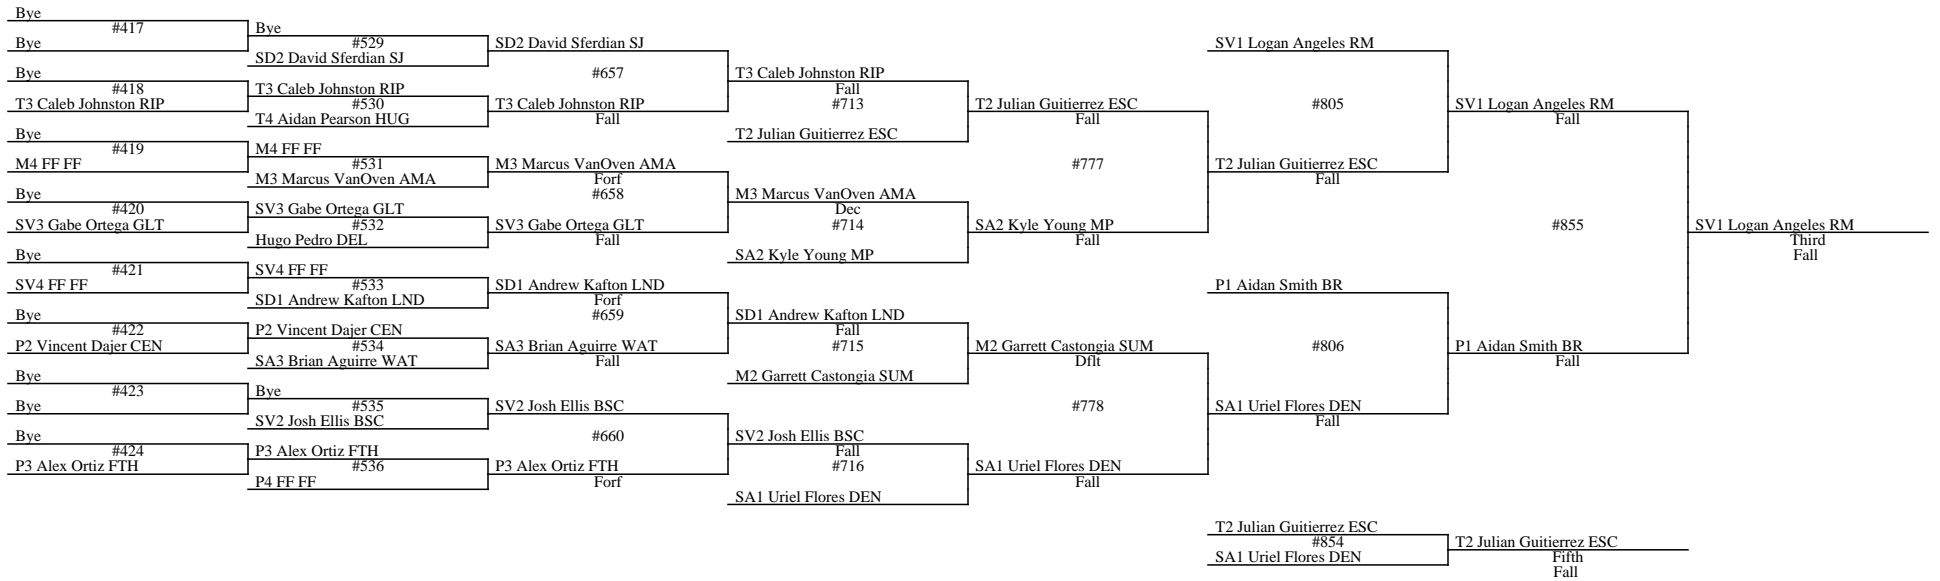 Bye
#417
Bye
Bye
#418
T3 Caleb Johnston RIP
Bye
#419
M4 FF FF
Bye
#420
SV3 Gabe Ortega GLT
Bye
#421
SV4 FF FF
Bye
#422
P2 Vincent Dajer CEN
Bye
#423
Bye
Bye
#424
P3 Alex Ortiz FTH
Bye
#529
SD2 David Sferdian SJ
T3 Caleb Johnston RIP
#530
T4 Aidan Pearson HUG
M4 FF FF
#531
M3 Marcus VanOven AMA
SV3 Gabe Ortega GLT
#532
Hugo Pedro DEL
SV4 FF FF
#533
SD1 Andrew Kafton LND
P2 Vincent Dajer CEN
#534
SA3 Brian Aguirre WAT
Bye
#535
SV2 Josh Ellis BSC
P3 Alex Ortiz FTH
#536
P4 FF FF
SD2 David Sferdian SJ
#657
T3 Caleb Johnston RIP
Fall
M3 Marcus VanOven AMA
Forf
#658
SV3 Gabe Ortega GLT
Fall
SD1 Andrew Kafton LND
Forf
#659
SA3 Brian Aguirre WAT
Fall
SV2 Josh Ellis BSC
#660
P3 Alex Ortiz FTH
Forf
T3 Caleb Johnston RIP
Fall
#713
T2 Julian Guitierrez ESC
M3 Marcus VanOven AMA
Dec
#714
SA2 Kyle Young MP
SD1 Andrew Kafton LND
Fall
#715
M2 Garrett Castongia SUM
SV2 Josh Ellis BSC
Fall
#716
SA1 Uriel Flores DEN
T2 Julian Guitierrez ESC
Fall
#777
SA2 Kyle Young MP
Fall
M2 Garrett Castongia SUM
Dflt
#778
SA1 Uriel Flores DEN
Fall
SV1 Logan Angeles RM
#805
T2 Julian Guitierrez ESC
Fall
P1 Aidan Smith BR
#806
SA1 Uriel Flores DEN
Fall
T2 Julian Guitierrez ESC
#854
SA1 Uriel Flores DEN
SV1 Logan Angeles RM
Fall
#855
P1 Aidan Smith BR
Fall
T2 Julian Guitierrez ESC
Fifth
Fall
SV1 Logan Angeles RM
Third
Fall